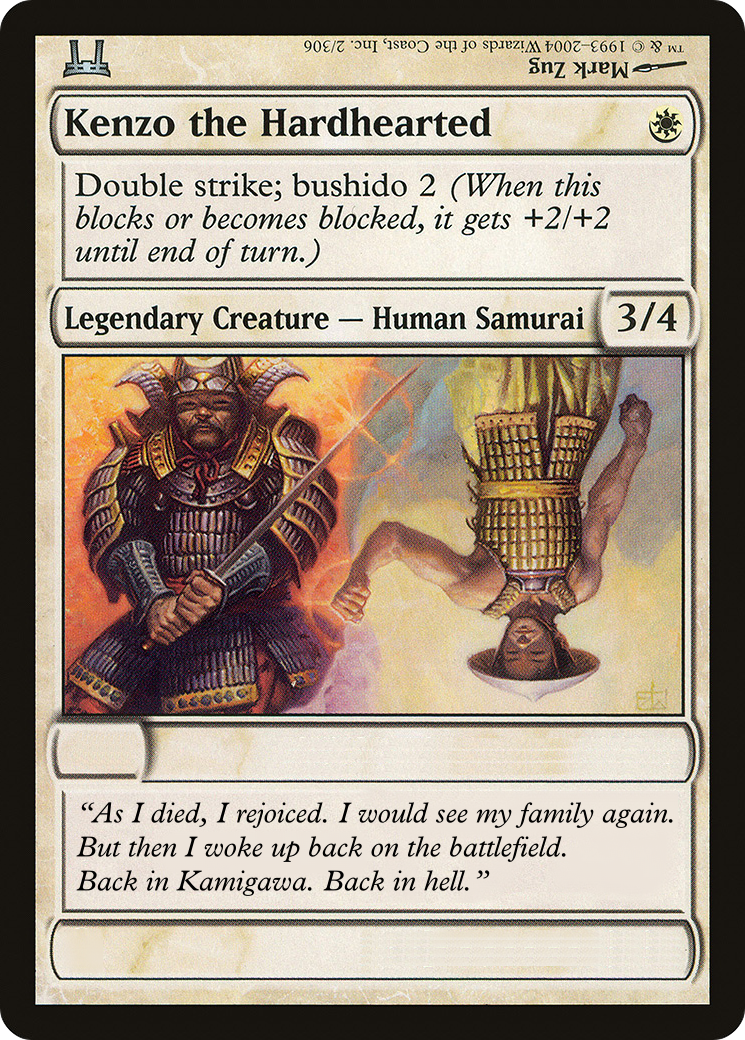 ™ & © 1993–2004 Wizards of the Coast, Inc. 2/306
Mark Zug
Kenzo the Hardhearted
Double strike; bushido 2 (When this
blocks or becomes blocked, it gets +2/+2
until end of turn.)
Legendary Creature — Human Samurai 3/4
“As I died, I rejoiced. I would see my family again.
But then I woke up back on the battlefield.
Back in Kamigawa. Back in hell.”